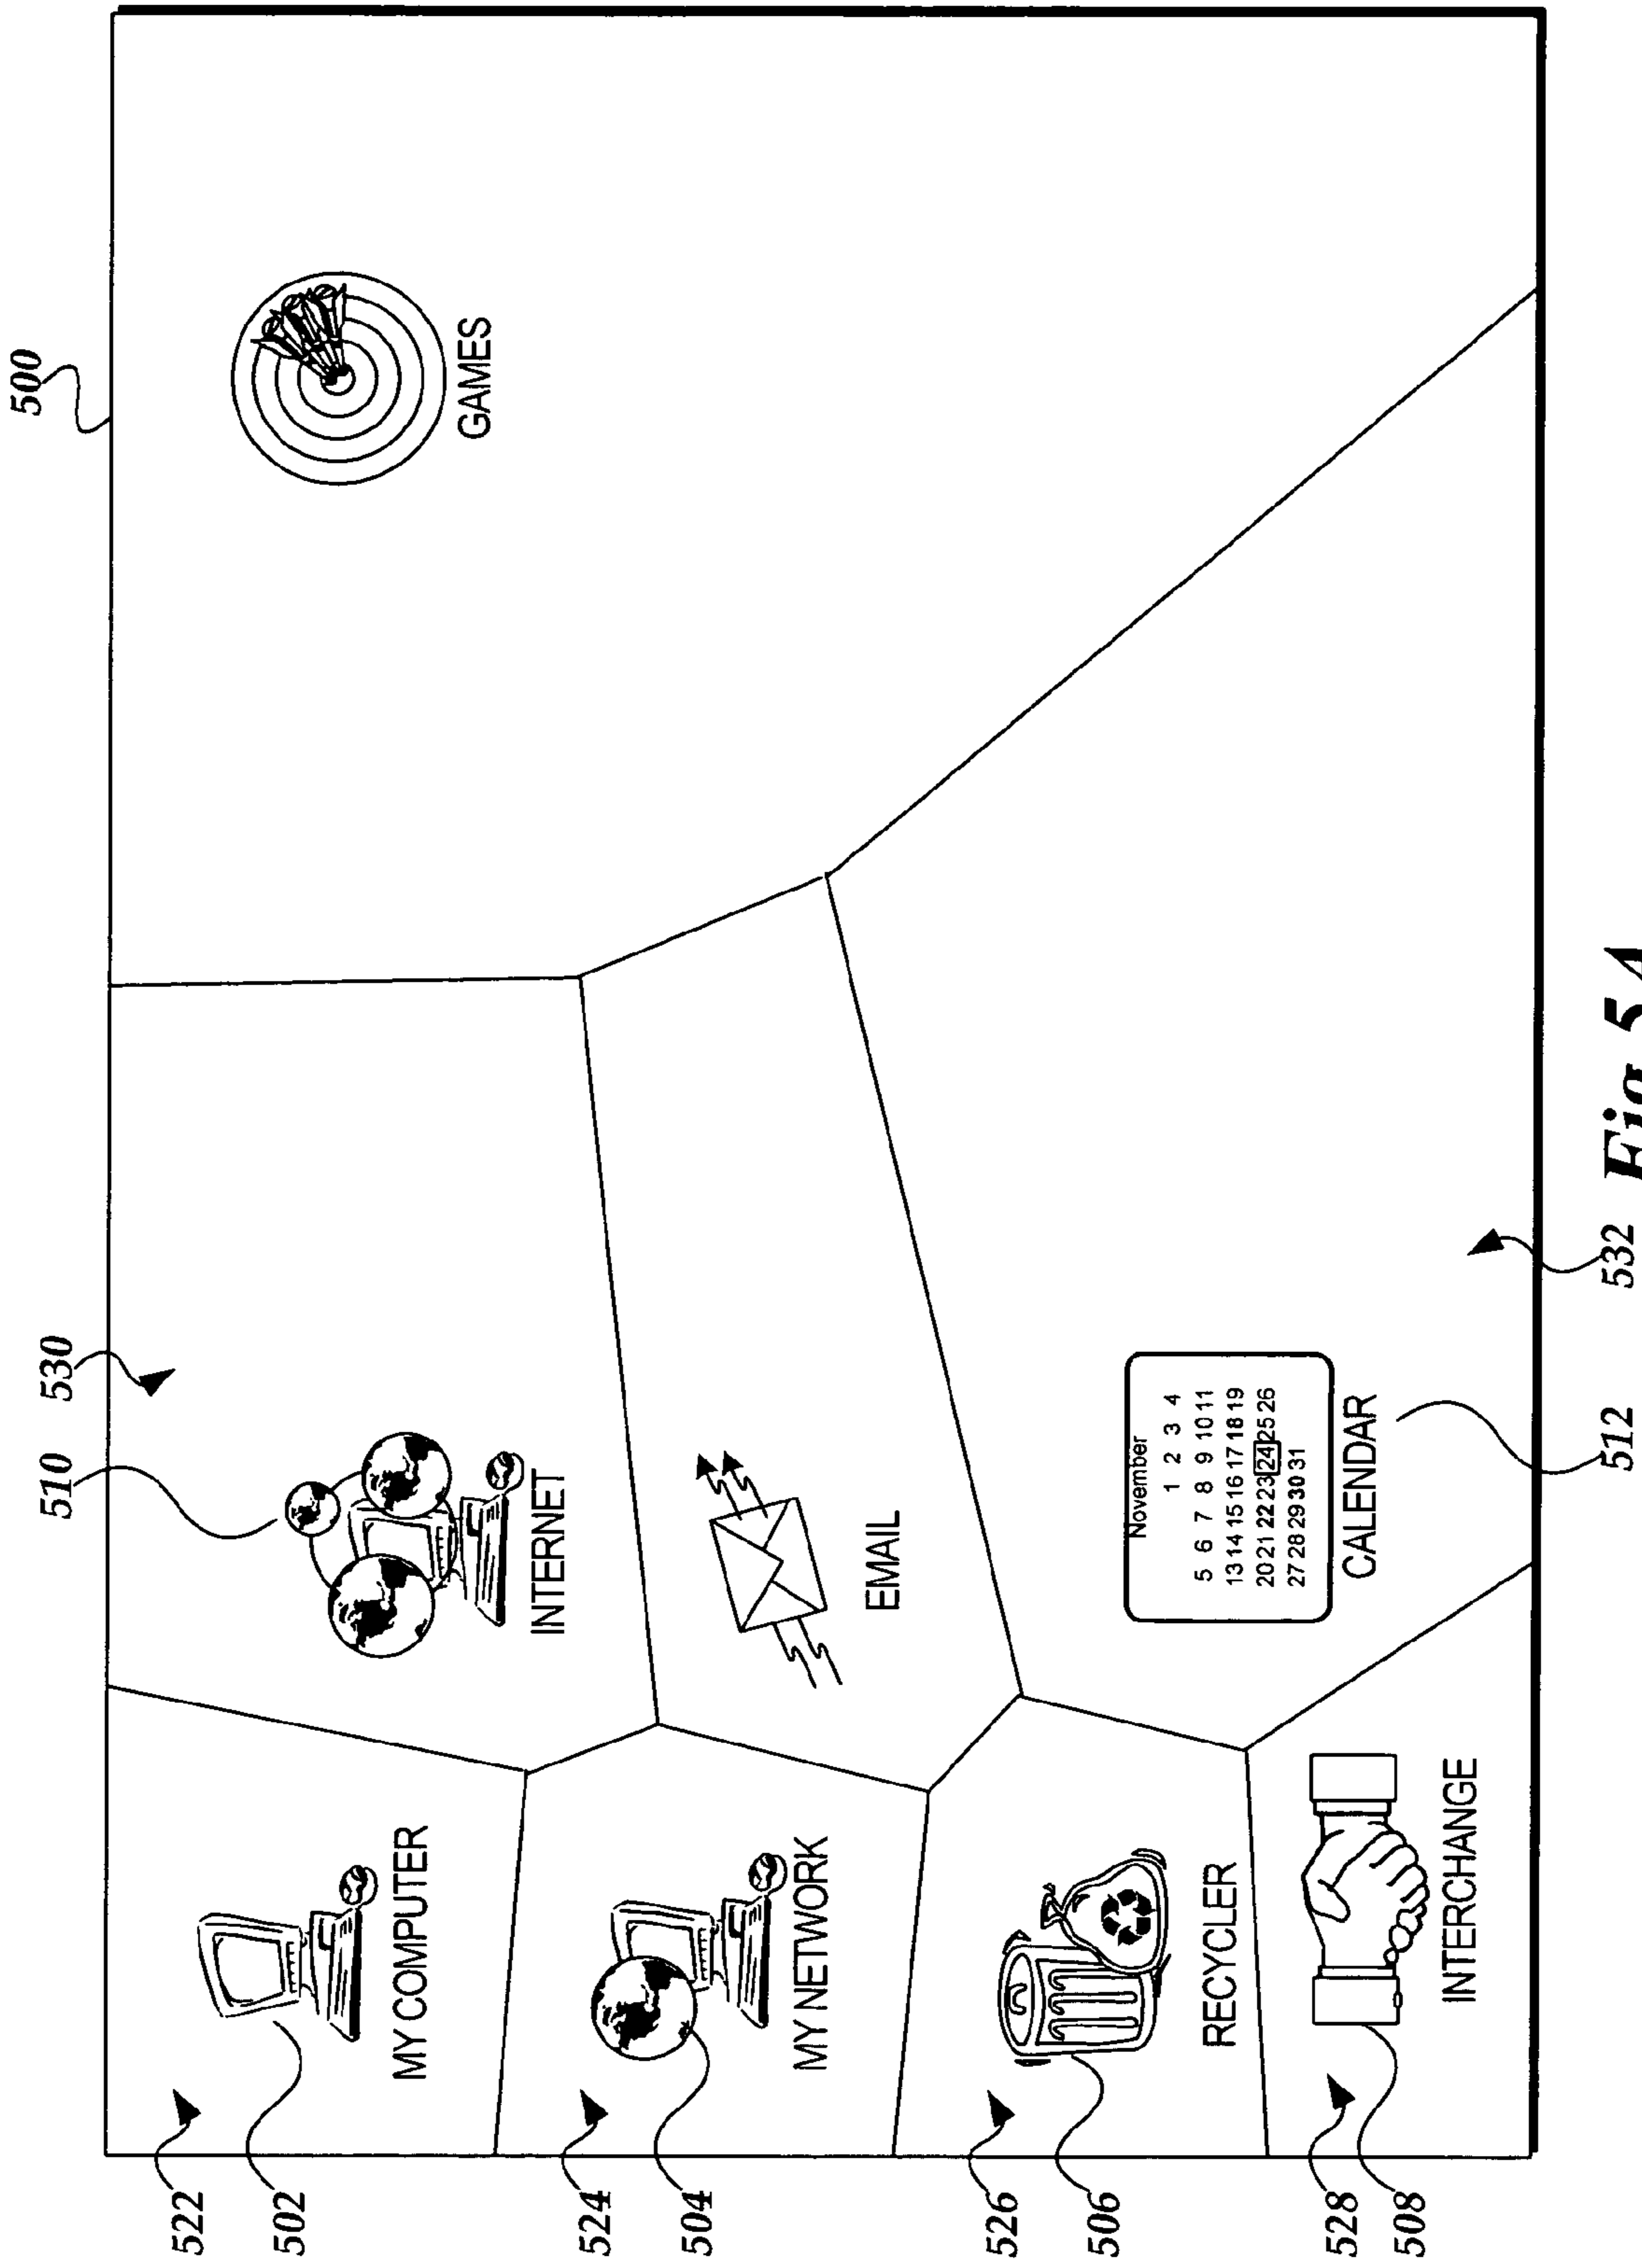 500
510 530
522
502
MY COMPUTER
GAMES
INTERNET
524
504
MY NETWORK
EMAIL
526
506
November
1 2 3 4
5 6 7 8 9 10 11
13 14 15 16 17 18 19
20 21 22 23 24 25 26
27 28 29 30 31
RECYCLER
528
CALENDAR
508
INTERCHANGE
512 532
Fig.5A